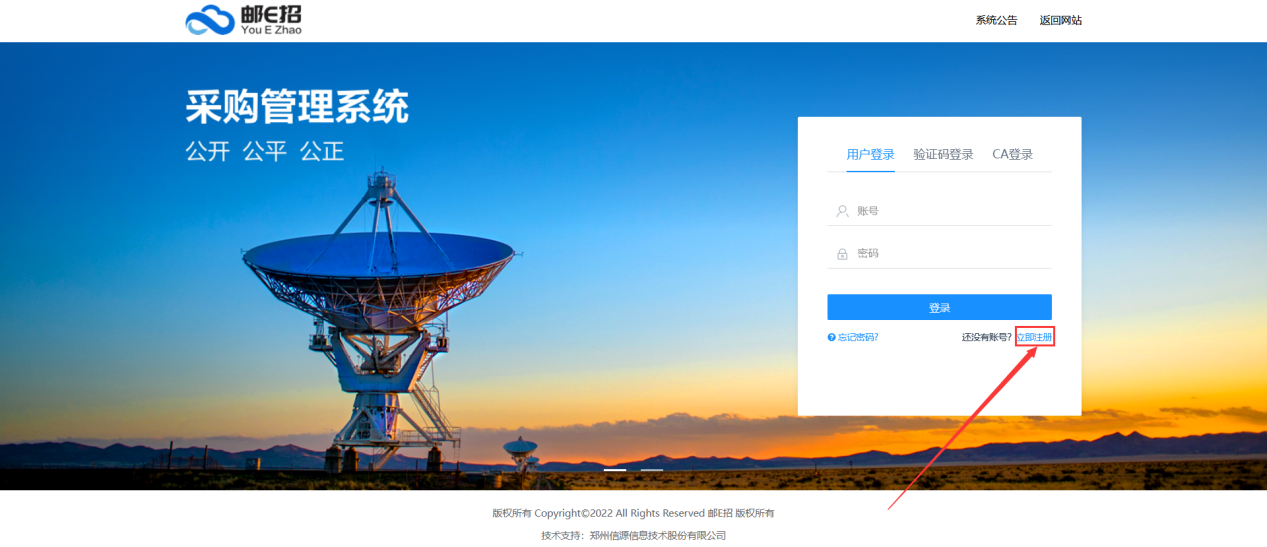 邮E招
You E Zhao
系统公告 返回网站
采购管理系统
公开 公平 公正
用户登录 验证码登录 CA登录
账号
密码
登录
忘记密码? 还没有账号? 立即注册
版权所有 Copyright©2022 All Rights Reserved 邮E招 版权所有
技术支持：郑州信源信息技术股份有限公司